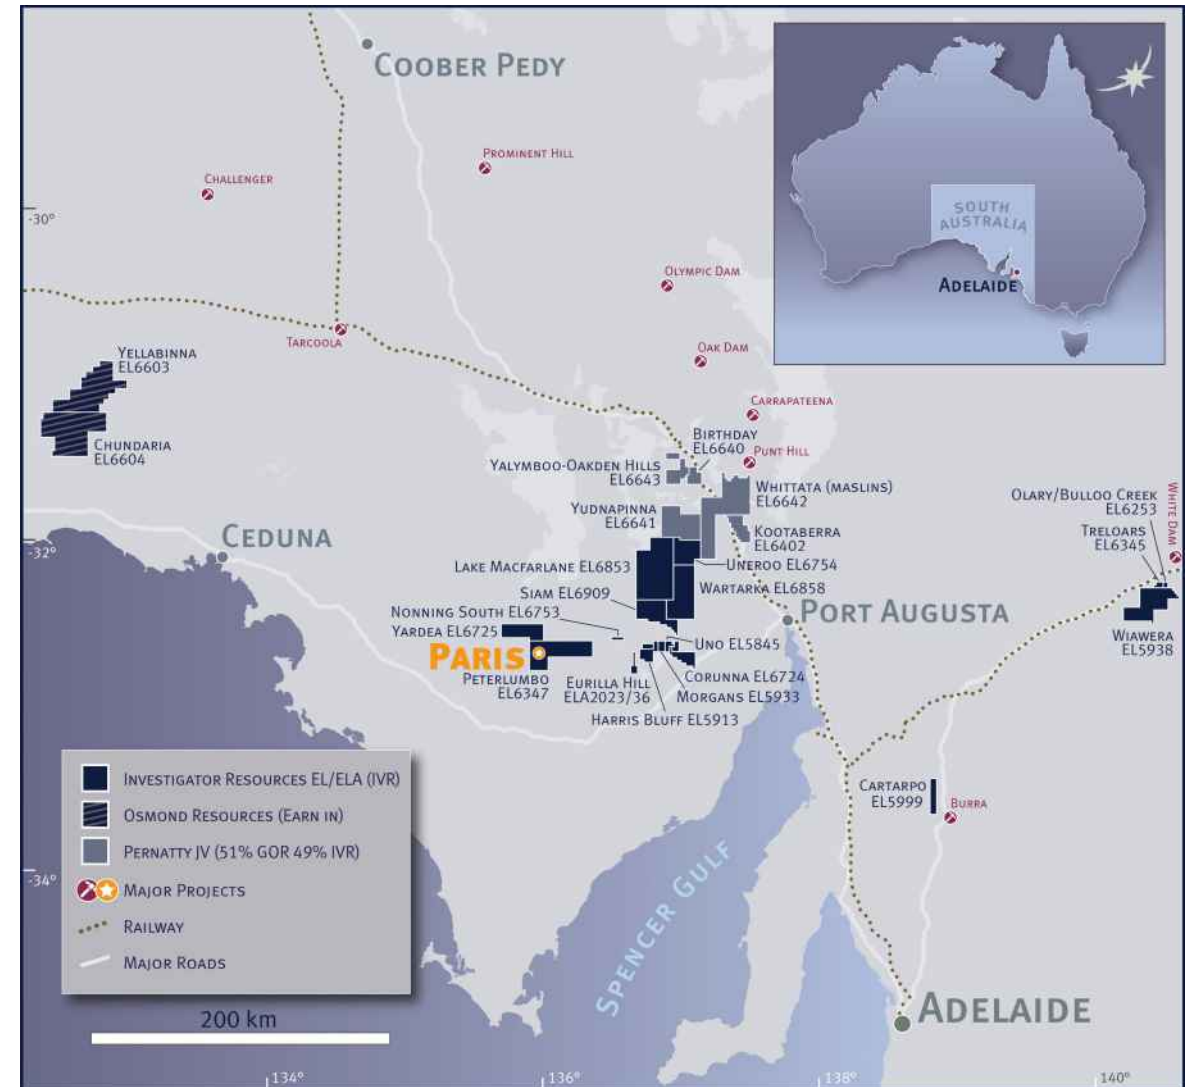 COOBER PEDY
PROMINENT HILL
CHALLENGER
-30°
SOUTH
AUSTRALIA
ADELAIDE
OLYMPIC DAM
TARCOOLA
OAK DAM
YELLABINNA
EL6603
CHUNDARIA
EL6604
CARRAPATEENA
BIRTHDAY
EL6640
PUNT HILL
YALYMBOO-OAKDEN HILLS
EL6643
WHITTATA (MASLINS)
EL6642
YUDNAPINNA
EL6641
KOOTABERRA
EL6402
OLARY/BULLOO CREEK
EL6253
TRELOARS
EL6345
WHITE DAM
CEDUNA
-32°
LAKE MACFARLANE EL6853
UNEROO EL6754
SIAM EL6909
WARTARKA EL6858
NONNING SOUTH EL6753
YARDEA EL6725
PORT AUGUSTA
PARIS
UNO EL5845
WIAWERA
EL5938
PETERLUMBO
EL6347
EURILLA HILL
ELA2023/36
CORUNNA EL6724
MORGANS EL5933
HARRIS BLUFF EL5913
INVESTIGATOR RESOURCES EL/ELA (IVR)
OSMOND RESOURCES (EARN IN)
PERNATTY JV (51% GOR 49% IVR)
MAJOR PROJECTS
RAILWAY
MAJOR ROADS
CARTARPO
EL5999
BURRA
-34°
SPENCER GULF
200 km
ADELAIDE
134°
136°
138°
140°